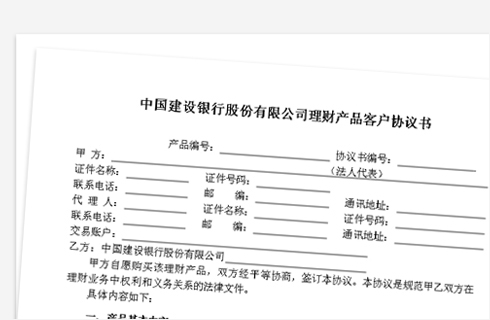 中国建设银行股份有限公司理财产品客户协议书
产品编号： 协议书编号：
甲 方： （法人代表）
证件名称： 证件号码：
联系电话： 邮 编： 通讯地址：
代 理 人： 证件名称： 证件号码：
联系电话： 邮 编： 通讯地址：
交易账户：
乙方：中国建设银行股份有限公司
甲方自愿购买该理财产品，双方经平等协商，签订本协议。本协议是规范甲乙双方在
理财业务中权利和义务关系的法律文件。
具体内容如下：
一、产品基本内容